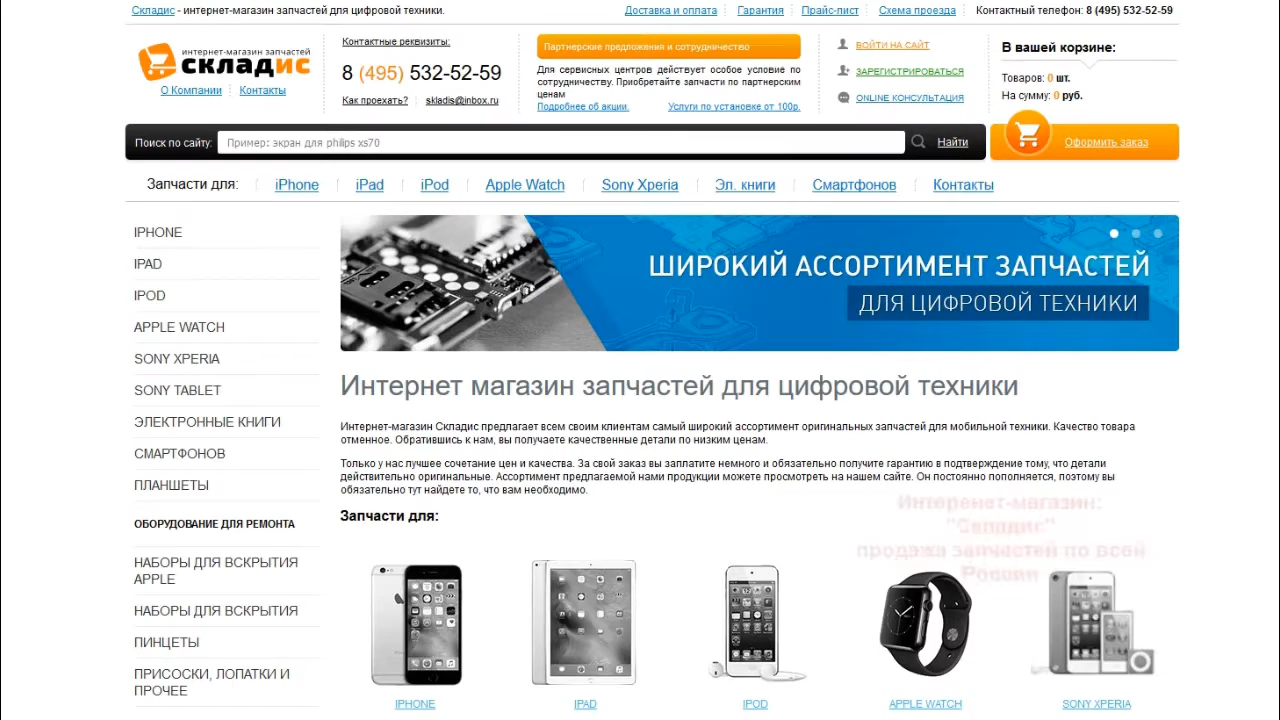 Складис - интернет-магазин запчастей для цифровой техники.
Доставка и оплата
Гарантия
Прайс-лист
Схема проезда
Контактный телефон: 8 (495) 532-52-59
интернет-магазин запчастей
складис
О Компании
Контакты
Контактные реквизиты:
8 (495) 532-52-59
Как проехать?
skladis@inbox.ru
Партнерские предложения и сотрудничество
Для сервисных центров действует особое условие по
сотрудничеству. Приобретайте запчасти по партнерским
ценам
Подробнее об акции.
Услуги по установке от 100р.
ВОЙТИ НА САЙТ
ЗАРЕГИСТРИРОВАТЬСЯ
ONLINE КОНСУЛЬТАЦИЯ
В вашей корзине:
Товаров: 0 шт.
На сумму: 0 руб.
Поиск по сайту:
Пример: экран для philips xs70
Найти
Оформить заказ
Запчасти для:
iPhone
iPad
iPod
Apple Watch
Sony Xperia
Эл. книги
Смартфонов
Контакты
IPHONE
IPAD
IPOD
APPLE WATCH
SONY XPERIA
SONY TABLET
ЭЛЕКТРОННЫЕ КНИГИ
СМАРТФОНОВ
ПЛАНШЕТЫ
ОБОРУДОВАНИЕ ДЛЯ РЕМОНТА
НАБОРЫ ДЛЯ ВСКРЫТИЯ
APPLE
НАБОРЫ ДЛЯ ВСКРЫТИЯ
ПИНЦЕТЫ
ПРИСОСКИ, ЛОПАТКИ И
ПРОЧЕЕ
ШИРОКИЙ АССОРТИМЕНТ ЗАПЧАСТЕЙ
ДЛЯ ЦИФРОВОЙ ТЕХНИКИ
Интернет магазин запчастей для цифровой техники
Интернет-магазин Складис предлагает всем своим клиентам самый широкий ассортимент оригинальных запчастей для мобильной техники. Качество товара
отменное. Обратившись к нам, вы получаете качественные детали по низким ценам.
Только у нас лучшее сочетание цен и качества. За свой заказ вы заплатите немного и обязательно получите гарантию в подтверждение тому, что детали
действительно оригинальные. Ассортимент предлагаемой нами продукции можете просмотреть на нашем сайте. Он постоянно пополняется, поэтому вы
обязательно тут найдете то, что вам необходимо.
Запчасти для:
продажа запчастей по всей
России
IPHONE
IPAD
IPOD
APPLE WATCH
SONY XPERIA